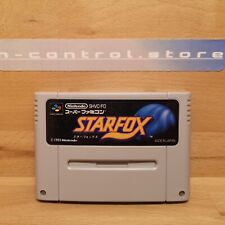 n-control.store
Nintendo SHVC-FO
スーパーファミコン
STARFOX
スターフォックス
© 1993 Nintendo
MADE IN JAPAN